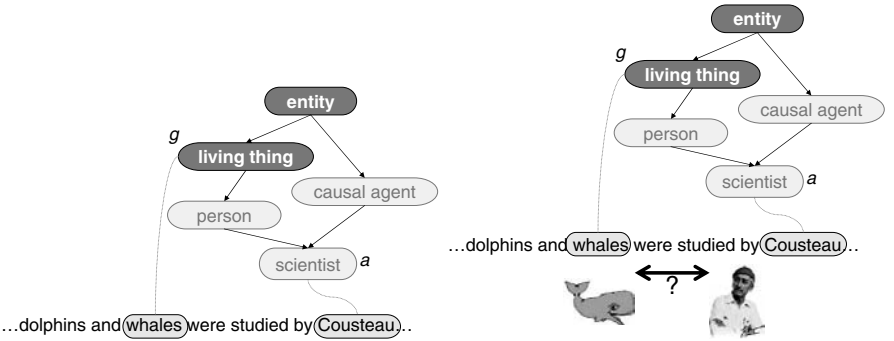 entity
g
living thing
causal agent
person
scientist a
…dolphins and whales were studied by Cousteau…
entity
g
living thing
causal agent
person
scientist a
…dolphins and whales were studied by Cousteau…
?